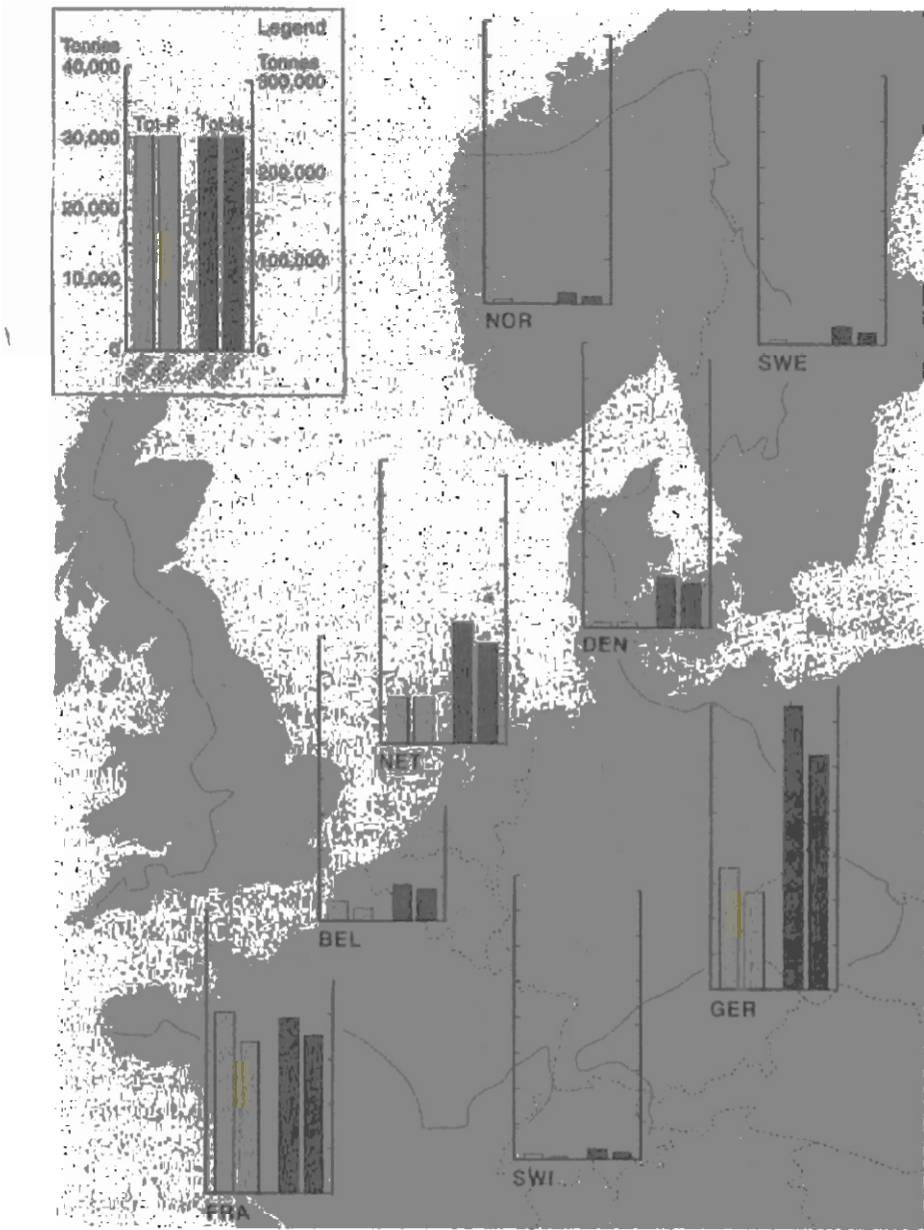 Legend
Tonnes
Tonnes
40,000
300,000
Tot-P
Tot-N
30,000
200,000
20,000
100,000
10,000
0
0
NOR
SWE
DEN
NET
BEL
GER
SWI
FRA